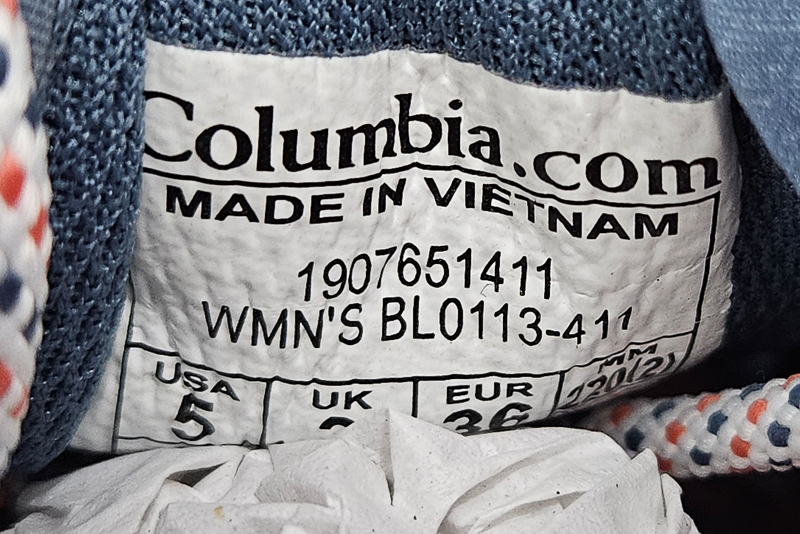 Columbia.com
MADE IN VIETNAM
1907651411
WMN'S BL0113-411
USA UK EUR MM
5 36 220(2)